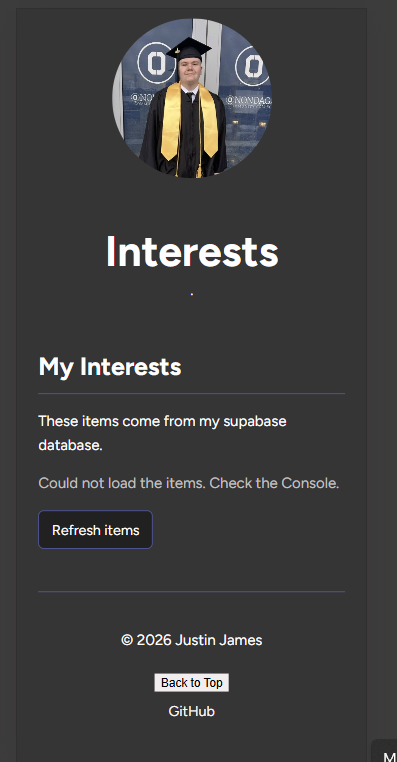 ONONDAGA
Interests
.
My Interests
These items come from my supabase
database.
Could not load the items. Check the Console.
Refresh items
© 2026 Justin James
Back to Top
GitHub
M